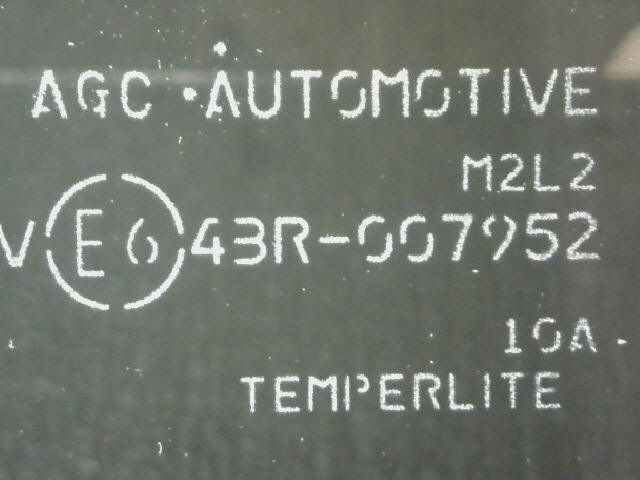 AGC AUTOMOTIVE
M2L2
V E6 43R-007952
10A
TEMPERLITE